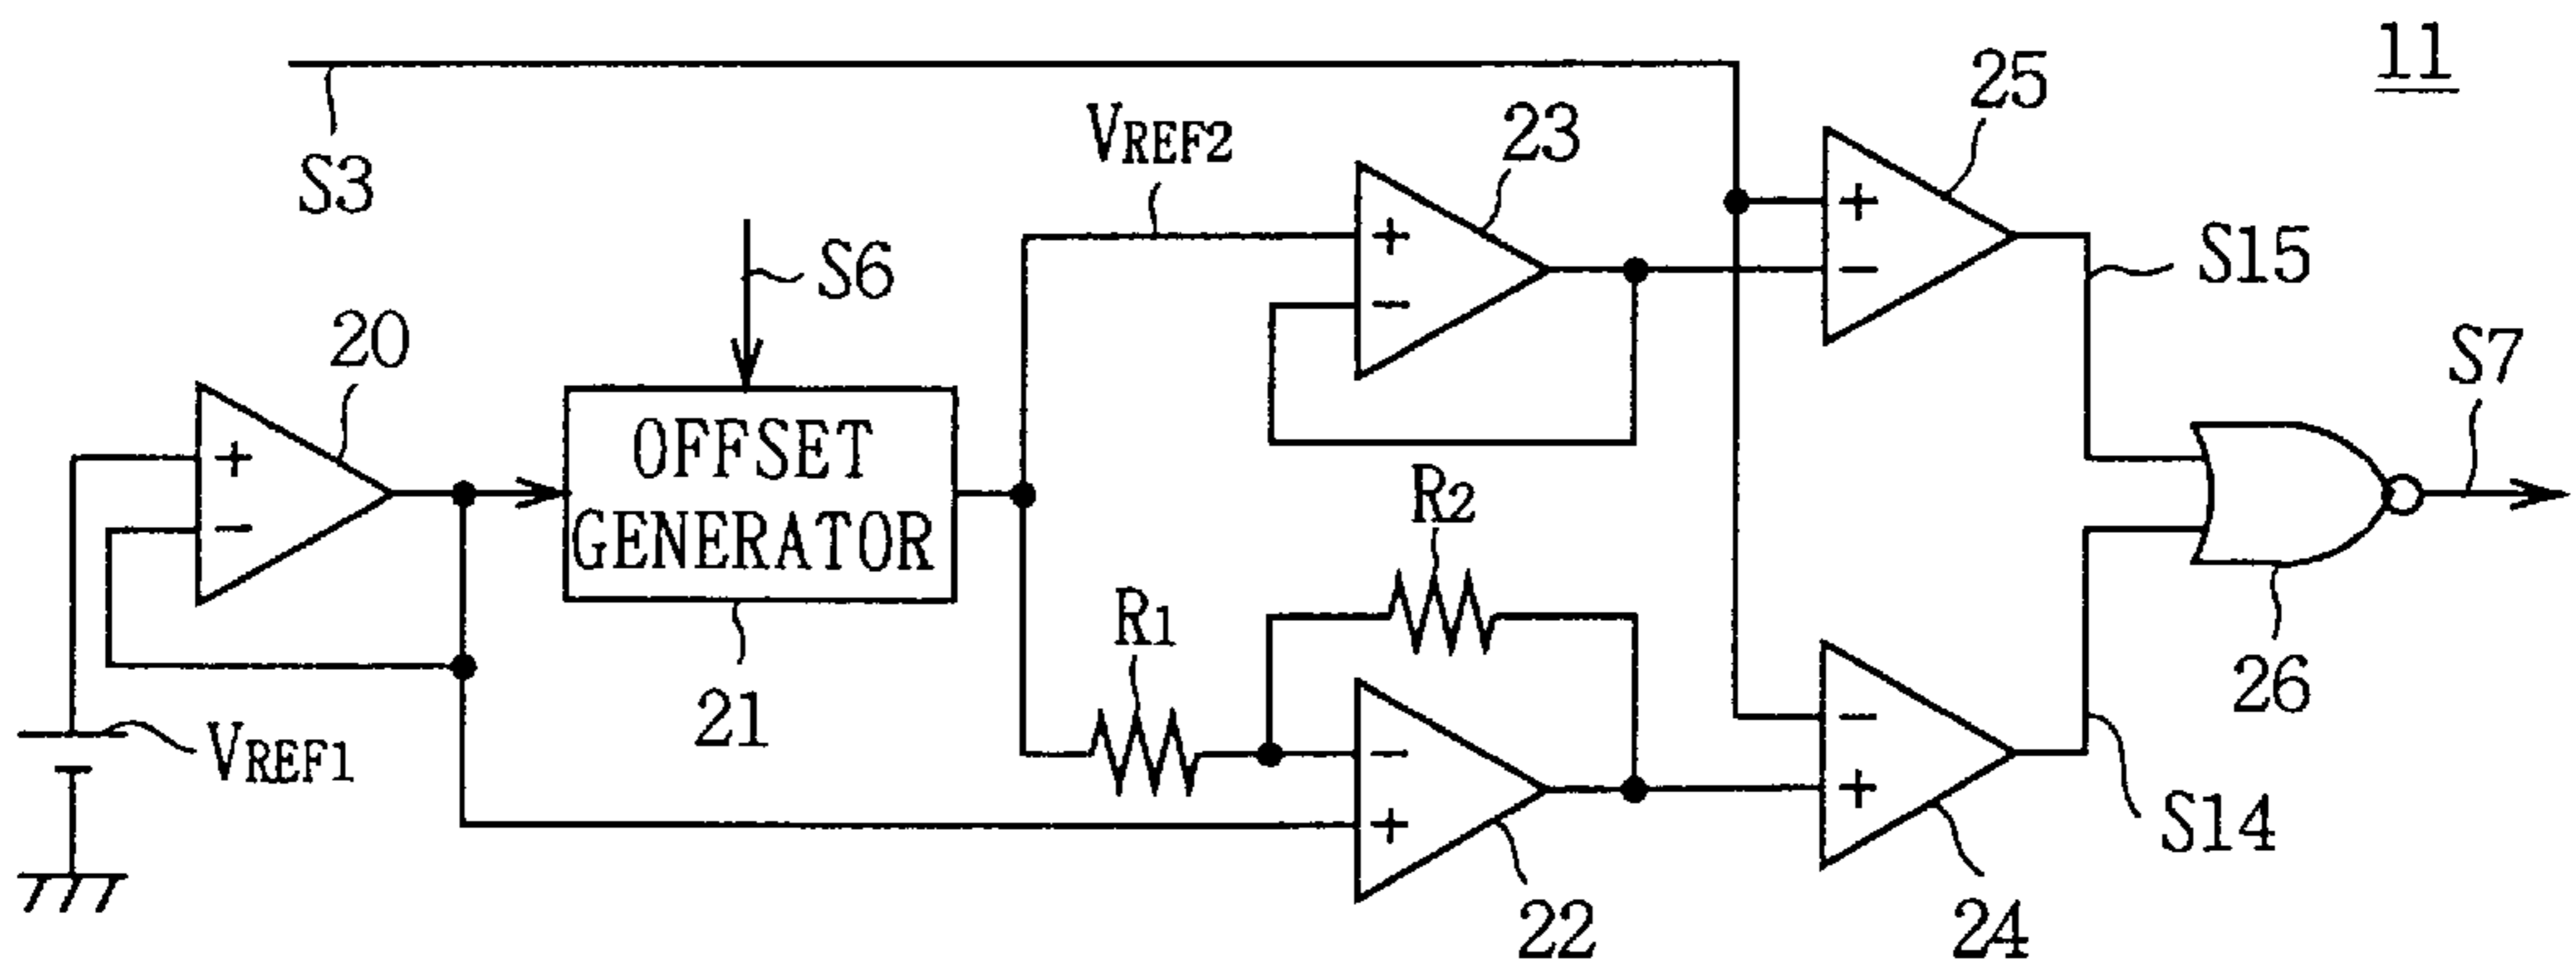 11
25
S3
VREF2
23
+
−
S15
S6
+
−
20
S7
OFFSET
GENERATOR
+
−
R2
R1
26
21
VREF1
−
+
−
+
S14
22
24